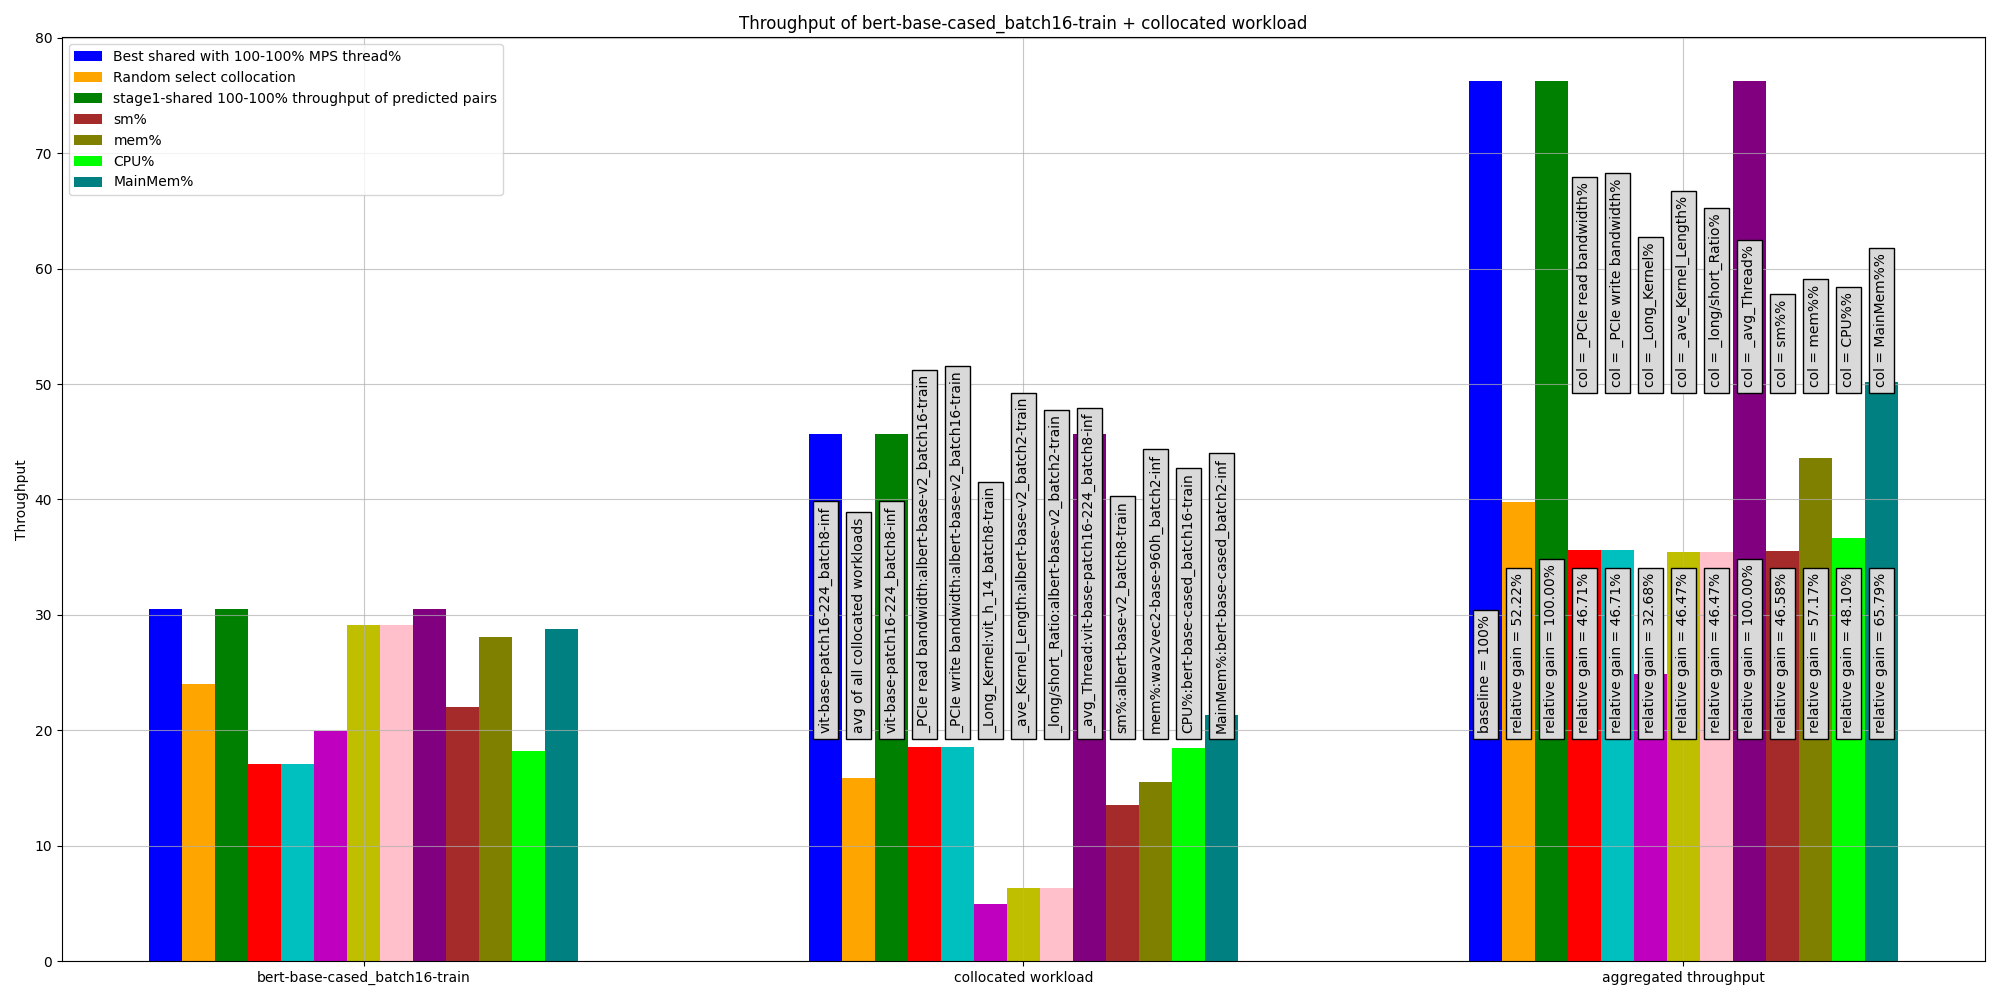 Throughput of bert-base-cased_batch16-train + collocated workload
Best shared with 100-100% MPS thread%
Random select collocation
stage1-shared 100-100% throughput of predicted pairs
sm%
mem%
CPU%
MainMem%
Throughput
80
70
60
50
40
30
20
10
0
vit-base-patch16-224_batch8-inf
avg of all collocated workloads
vit-base-patch16-224_batch8-inf
_PCIe read bandwidth:albert-base-v2_batch16-train
_PCIe write bandwidth:albert-base-v2_batch16-train
_Long_Kernel:vit_h_14_batch8-train
_ave_Kernel_Length:albert-base-v2_batch2-train
_long/short_Ratio:albert-base-v2_batch2-train
_avg_Thread:vit-base-patch16-224_batch8-inf
sm%:albert-base-v2_batch8-train
mem%:wav2vec2-base-960h_batch2-inf
CPU%:bert-base-cased_batch16-train
MainMem%:bert-base-cased_batch2-inf
col = _PCIe read bandwidth%
col = _PCIe write bandwidth%
col = _Long_Kernel%
col = _ave_Kernel_Length%
col = _long/short_Ratio%
col = _avg_Thread%
col = sm%%
col = mem%%
col = CPU%%
col = MainMem%%
baseline = 100%
relative gain = 52.22%
relative gain = 100.00%
relative gain = 46.71%
relative gain = 46.71%
relative gain = 32.68%
relative gain = 46.47%
relative gain = 46.47%
relative gain = 100.00%
relative gain = 46.58%
relative gain = 57.17%
relative gain = 48.10%
relative gain = 65.79%
bert-base-cased_batch16-train
collocated workload
aggregated throughput